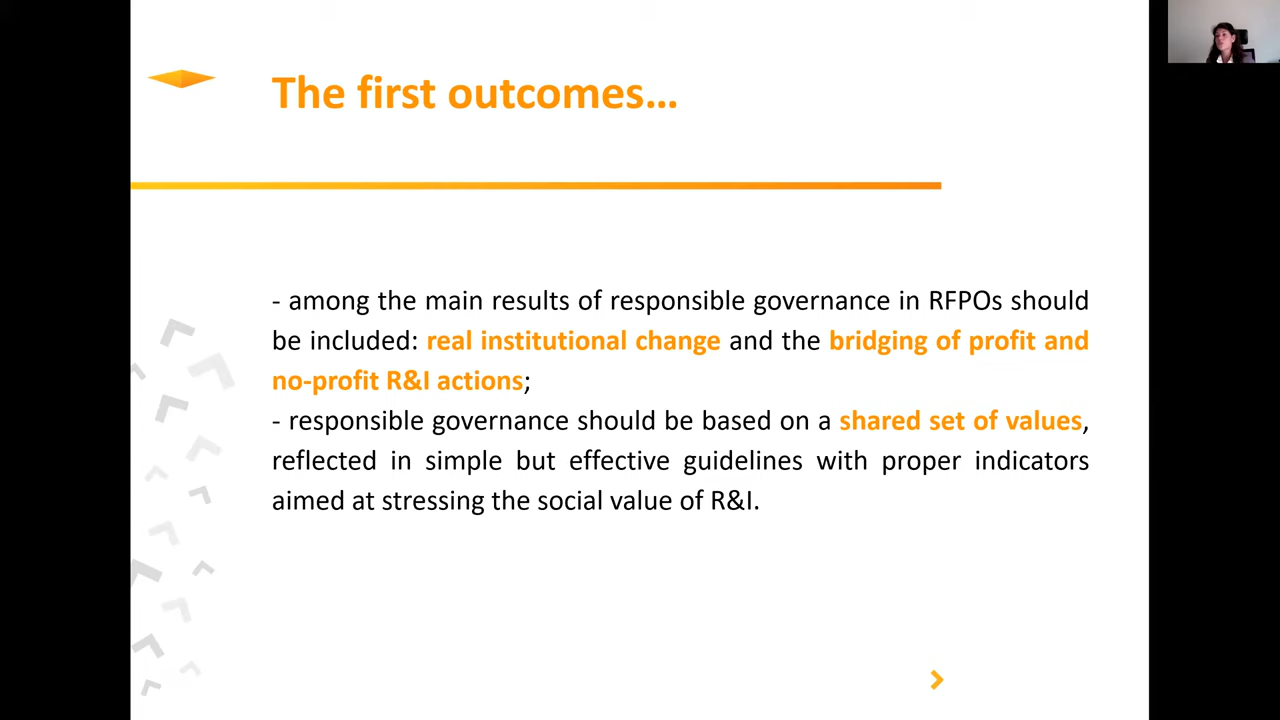 The first outcomes…
- among the main results of responsible governance in RFPOs should
be included: real institutional change and the bridging of profit and
no-profit R&I actions;
- responsible governance should be based on a shared set of values,
reflected in simple but effective guidelines with proper indicators
aimed at stressing the social value of R&I.